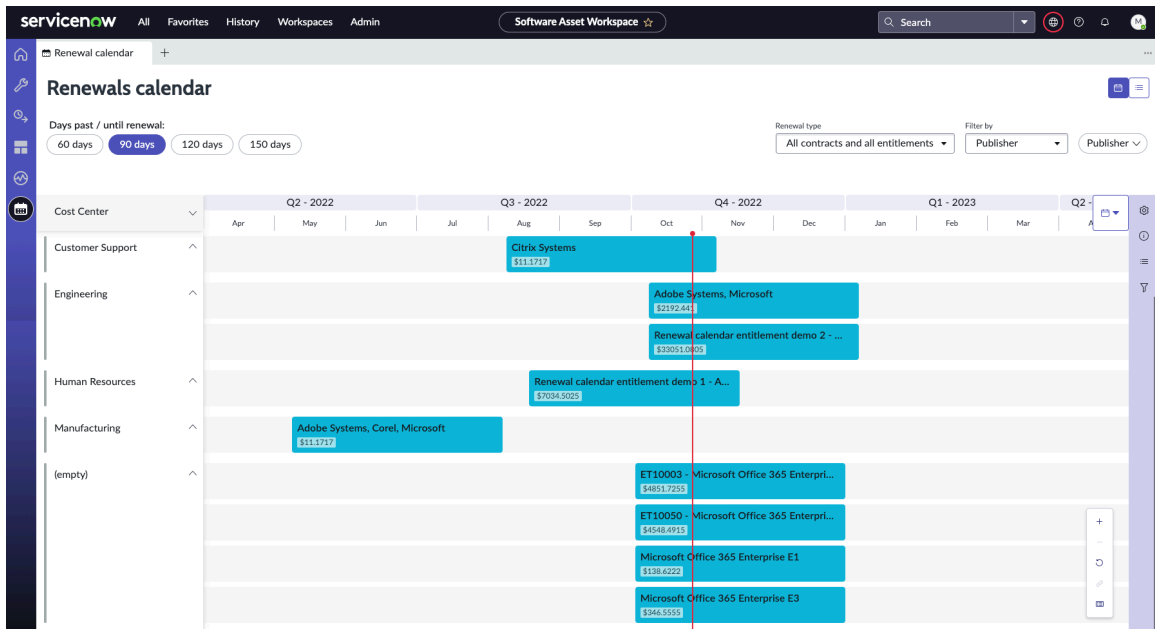 servicenow All Favorites History Workspaces Admin Software Asset Workspace Search M
Renewal calendar
Renewals calendar
Days past / until renewal:
60 days 90 days 120 days 150 days
Renewal type Filter by
All contracts and all entitlements Publisher Publisher
Cost Center Q2 - 2022 Q3 - 2022 Q4 - 2022 Q1 - 2023 Q2 -
Apr May Jun Jul Aug Sep Oct Nov Dec Jan Feb Mar
Customer Support Citrix Systems
$11.1717
Engineering Adobe Systems, Microsoft
$2192.441
Renewal calendar entitlement demo 2 - ...
$33051.0805
Human Resources Renewal calendar entitlement demo 1 - A...
$7034.5025
Manufacturing Adobe Systems, Corel, Microsoft
$11.1717
(empty) ET10003 - Microsoft Office 365 Enterpri...
$4851.7255
ET10050 - Microsoft Office 365 Enterpri...
$4548.4915
Microsoft Office 365 Enterprise E1
$138.6222
Microsoft Office 365 Enterprise E3
$346.5555